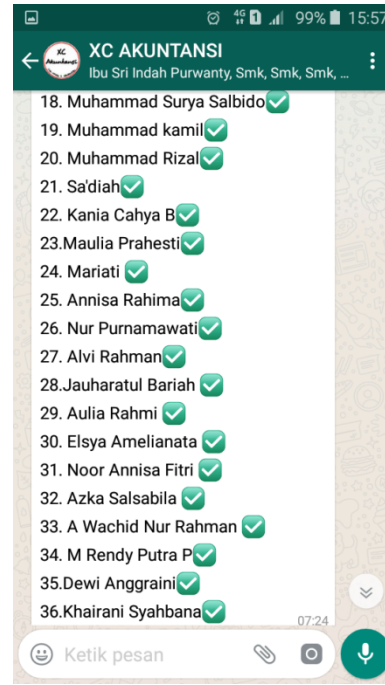 4G 1 99% 15:57
XC AKUNTANSI
Ibu Sri Indah Purwanty, Smk, Smk, Smk, ...
18. Muhammad Surya Salbido✅
19. Muhammad kamil✅
20. Muhammad Rizal✅
21. Sa'diah✅
22. Kania Cahya B✅
23.Maulia Prahesti✅
24. Mariati ✅
25. Annisa Rahima✅
26. Nur Purnamawati✅
27. Alvi Rahman✅
28.Jauharatul Bariah ✅
29. Aulia Rahmi ✅
30. Elsya Amelianata ✅
31. Noor Annisa Fitri ✅
32. Azka Salsabila ✅
33. A Wachid Nur Rahman ✅
34. M Rendy Putra P✅
35.Dewi Anggraini✅
36.Khairani Syahbana✅
07:24
Ketik pesan